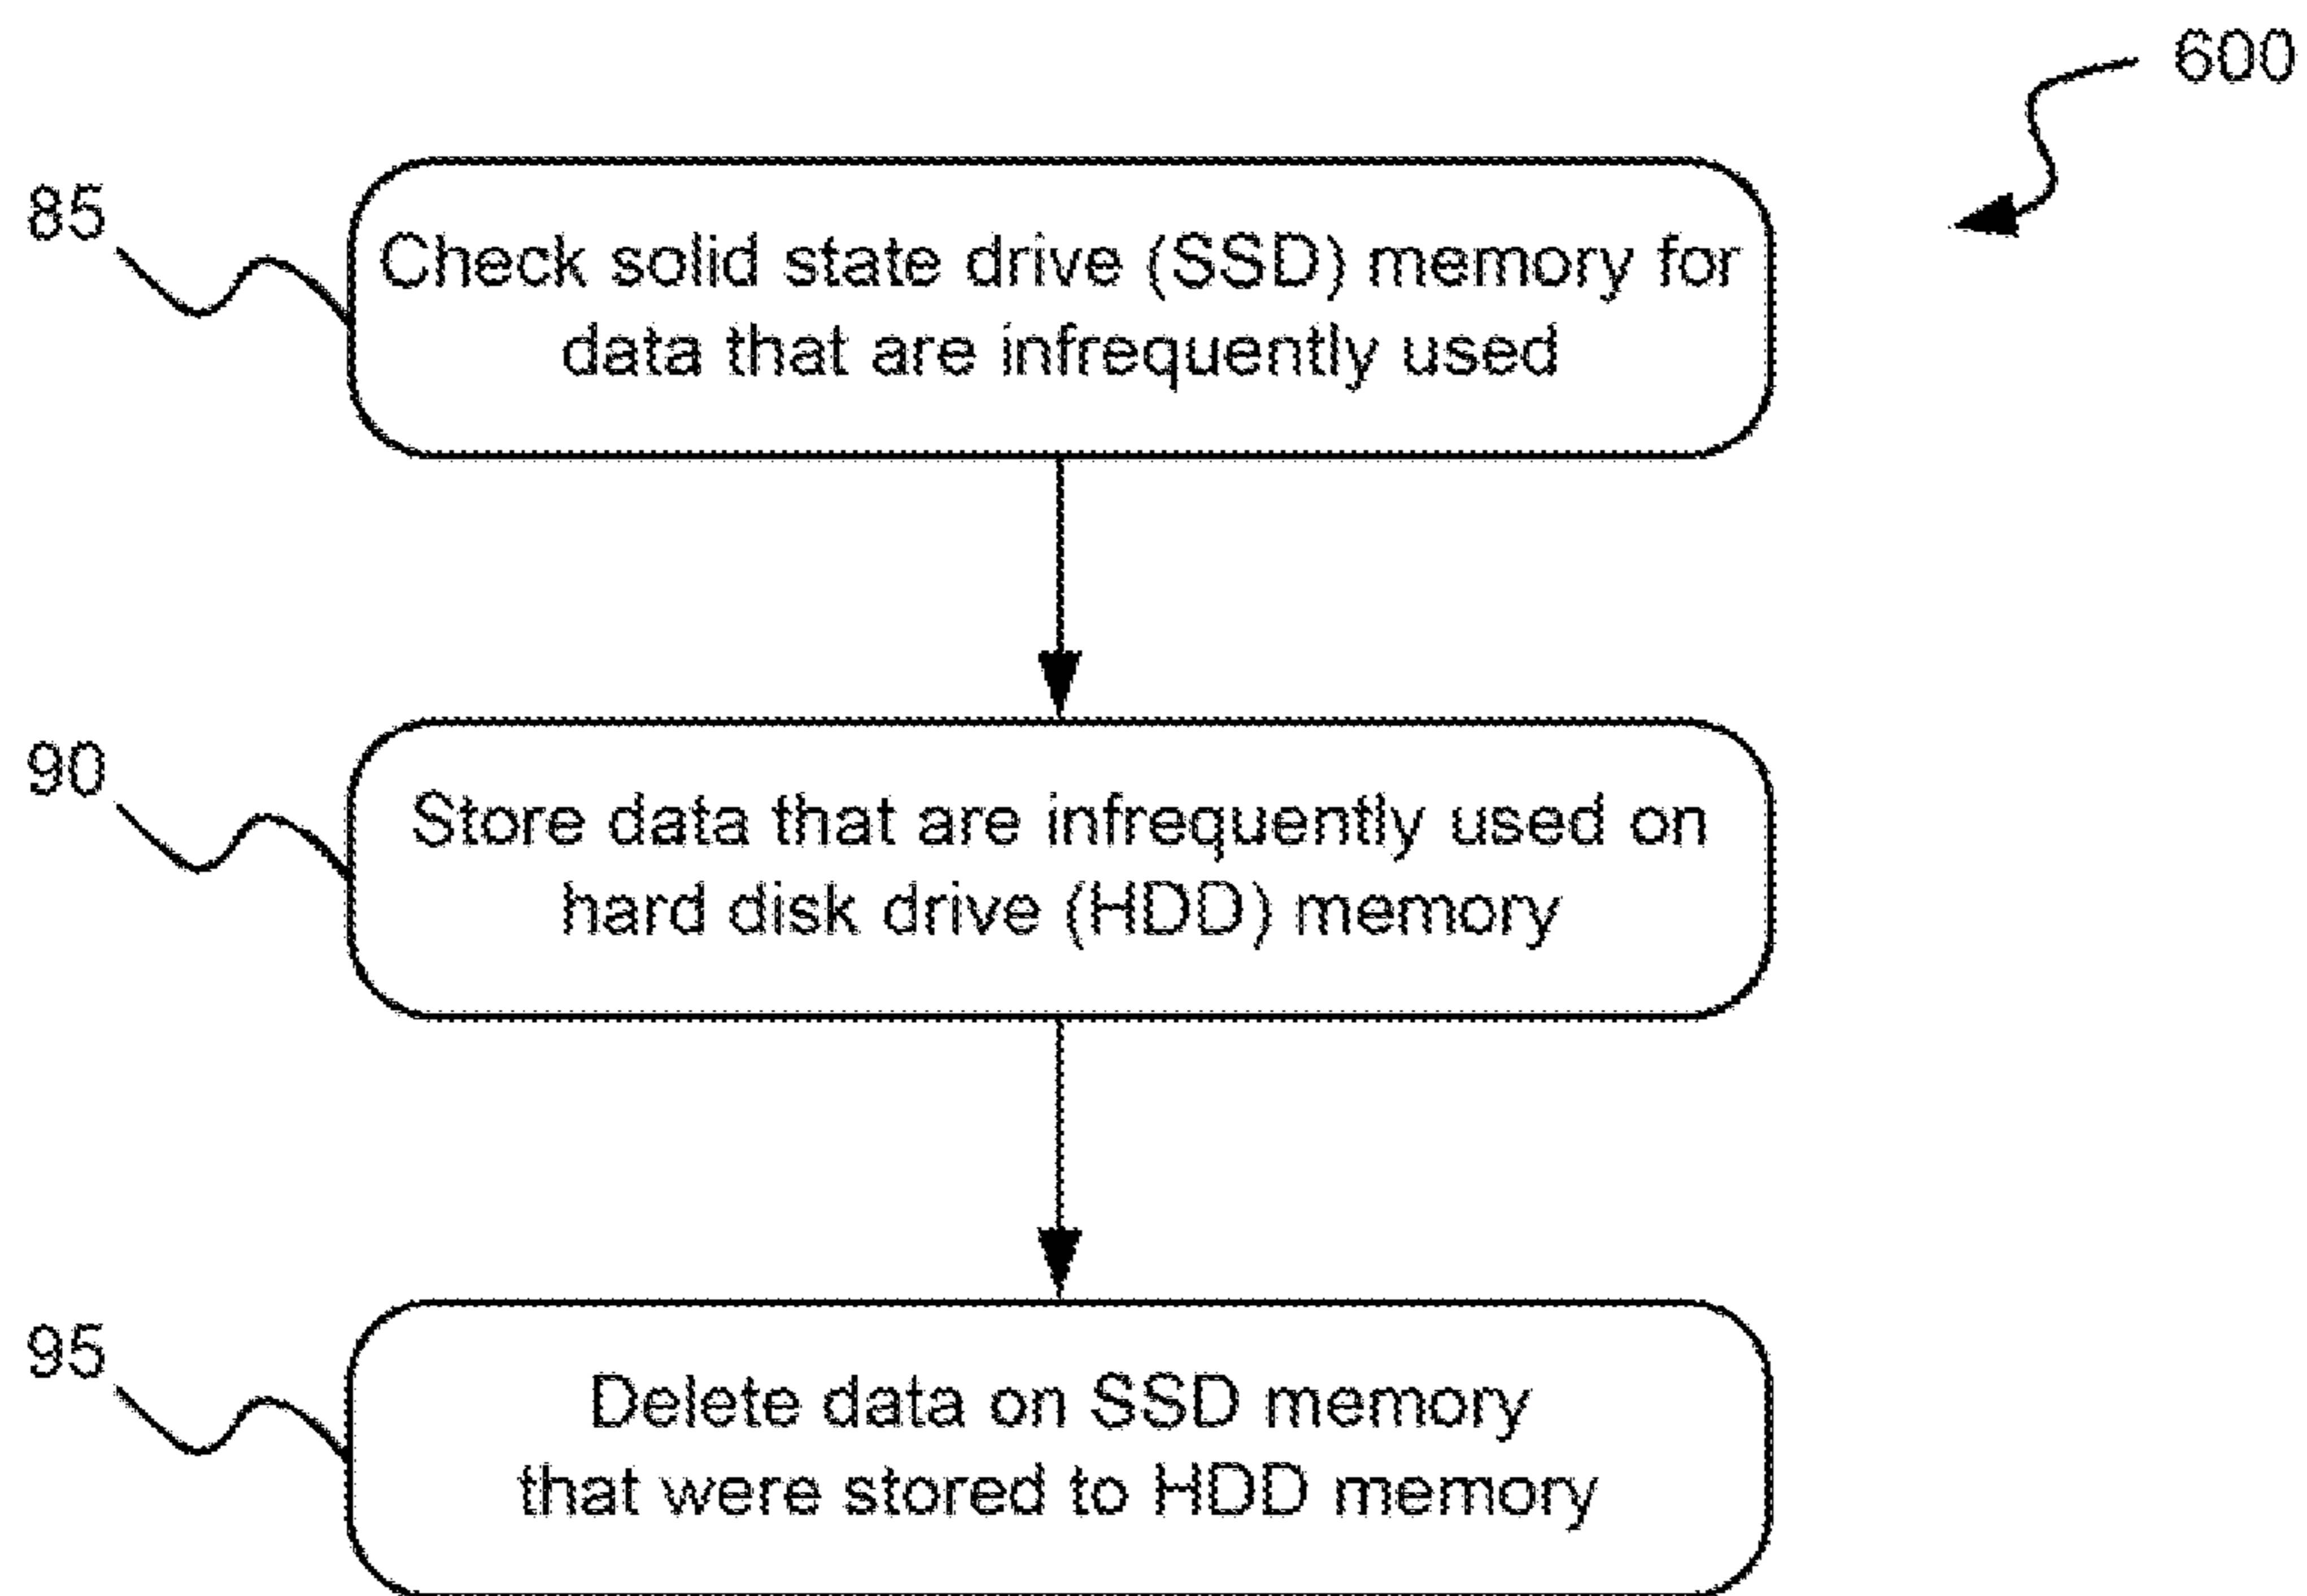 600
85
Check solid state drive (SSD) memory for
data that are infrequently used
90
Store data that are infrequently used on
hard disk drive (HDD) memory
95
Delete data on SSD memory
that were stored to HDD memory